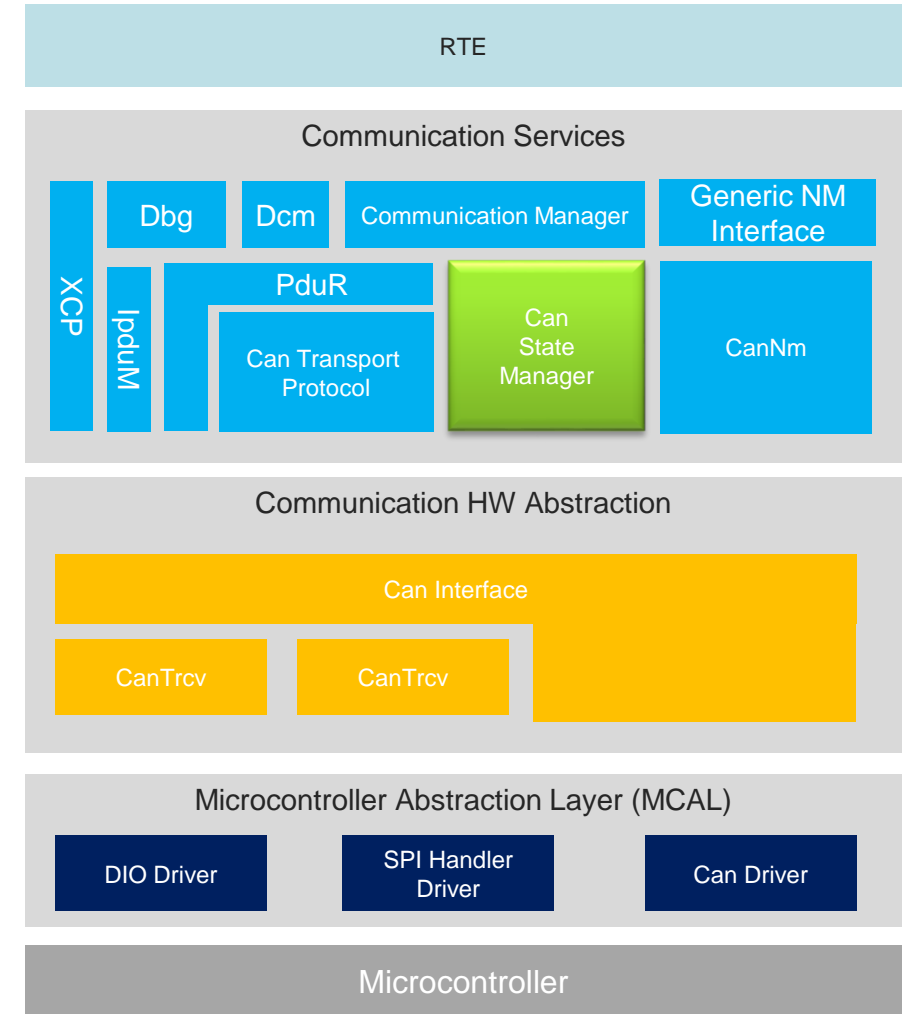 RTE
Communication Services
XCP
Dbg
Dcm
Communication Manager
Generic NM
Interface
IpduM
PduR
Can Transport
Protocol
Can
State
Manager
CanNm
Communication HW Abstraction
Can Interface
CanTrcv
CanTrcv
Microcontroller Abstraction Layer (MCAL)
DIO Driver
SPI Handler
Driver
Can Driver
Microcontroller